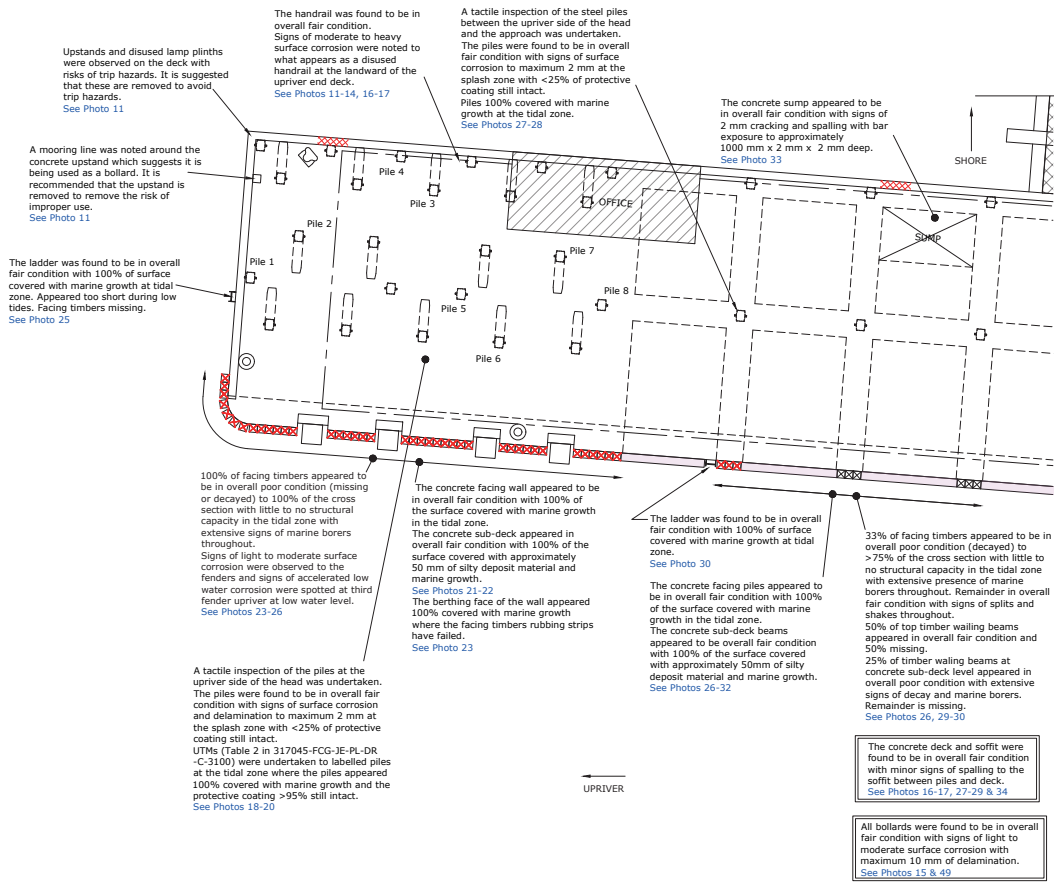 The handrail was found to be in
overall fair condition.
Signs of moderate to heavy
surface corrosion were noted to
what appears as a disused
handrail at the landward of the
upriver end deck.
See Photos 11-14, 16-17
A tactile inspection of the steel piles
between the upriver side of the head
and the approach was undertaken.
The piles were found to be in overall
fair condition with signs of surface
corrosion to maximum 2 mm at the
splash zone with <25% of protective
coating still intact.
Piles 100% covered with marine
growth at the tidal zone.
See Photos 27-28
Upstands and disused lamp plinths
were observed on the deck with
risks of trip hazards. It is suggested
that these are removed to avoid
trip hazards.
See Photo 11
The concrete sump appeared to be
in overall fair condition with signs of
2 mm cracking and spalling with bar
exposure to approximately
1000 mm x 2 mm x 2 mm deep.
See Photo 33
SHORE
A mooring line was noted around the
concrete upstand which suggests it is
being used as a bollard. It is
recommended that the upstand is
removed to remove the risk of
improper use.
See Photo 11
Pile 4
Pile 3
OFFICE
Pile 2
SUMP
Pile 7
Pile 1
The ladder was found to be in overall
fair condition with 100% of surface
covered with marine growth at tidal
zone. Appeared too short during low
tides. Facing timbers missing.
See Photo 25
Pile 8
Pile 5
Pile 6
100% of facing timbers appeared to
be in overall poor condition (missing
or decayed) to 100% of the cross
section with little to no structural
capacity in the tidal zone with
extensive signs of marine borers
throughout.
Signs of light to moderate surface
corrosion were observed to the
fenders and signs of accelerated low
water corrosion were spotted at third
fender upriver at low water level.
See Photos 23-26
The concrete facing wall appeared to be
in overall fair condition with 100% of
the surface covered with marine growth
in the tidal zone.
The concrete sub-deck appeared in
overall fair condition with 100% of the
surface covered with approximately
50 mm of silty deposit material and
marine growth.
See Photos 21-22
The berthing face of the wall appeared
100% covered with marine growth
where the facing timbers rubbing strips
have failed.
See Photo 23
The ladder was found to be in overall
fair condition with 100% of surface
covered with marine growth at tidal
zone.
See Photo 30
The concrete facing piles appeared to
be in overall fair condition with 100%
of the surface covered with marine
growth in the tidal zone.
The concrete sub-deck beams
appeared to be overall fair condition
with 100% of the surface covered
with approximately 50mm of silty
deposit material and marine growth.
See Photos 26-32
33% of facing timbers appeared to be in
overall poor condition (decayed) to
>75% of the cross section with little to
no structural capacity in the tidal zone
with extensive presence of marine
borers throughout. Remainder in overall
fair condition with signs of splits and
shakes throughout.
50% of top timber wailing beams
appeared in overall fair condition and
50% missing.
25% of timber waling beams at
concrete sub-deck level appeared in
overall poor condition with extensive
signs of decay and marine borers.
Remainder is missing.
See Photos 26, 29-30
A tactile inspection of the piles at the
upriver side of the head was undertaken.
The piles were found to be in overall fair
condition with signs of surface corrosion
and delamination to maximum 2 mm at
the splash zone with <25% of protective
coating still intact.
UTMs (Table 2 in 317045-FCG-JE-PL-DR
-C-3100) were undertaken to labelled piles
at the tidal zone where the piles appeared
100% covered with marine growth and the
protective coating >95% still intact.
See Photos 18-20
UPRIVER
The concrete deck and soffit were
found to be in overall fair condition
with minor signs of spalling to the
soffit between piles and deck.
See Photos 16-17, 27-29 & 34
All bollards were found to be in overall
fair condition with signs of light to
moderate surface corrosion with
maximum 10 mm of delamination.
See Photos 15 & 49